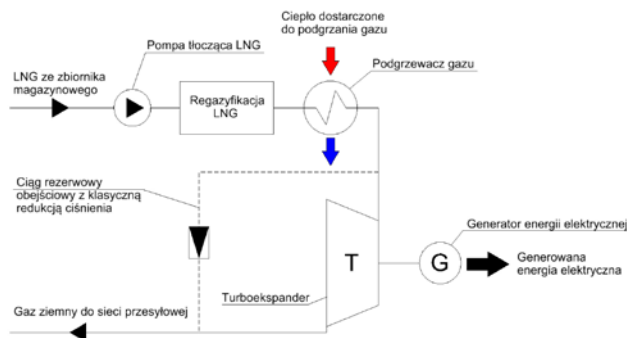 Ciepło dostarczone
do podgrzania gazu
Pompa tłocząca LNG
Podgrzewacz gazu
LNG ze zbiornika
magazynowego
Regazyfikacja
LNG
Ciąg rezerwowy
obejściowy z klasyczną
redukcją ciśnienia
Generator energii elektrycznej
T
G
Generowana
energia elektryczna
Turboekspander
Gaz ziemny do sieci przesyłowej